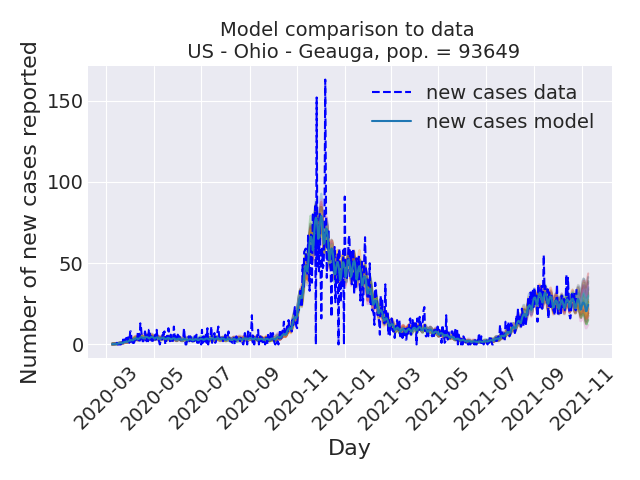 Model comparison to data
US - Ohio - Geauga, pop. = 93649
Number of new cases reported
150
100
50
0
new cases data
new cases model
2020-03
2020-05
2020-07
2020-09
2020-11
2021-01
2021-03
2021-05
2021-07
2021-09
2021-11
Day